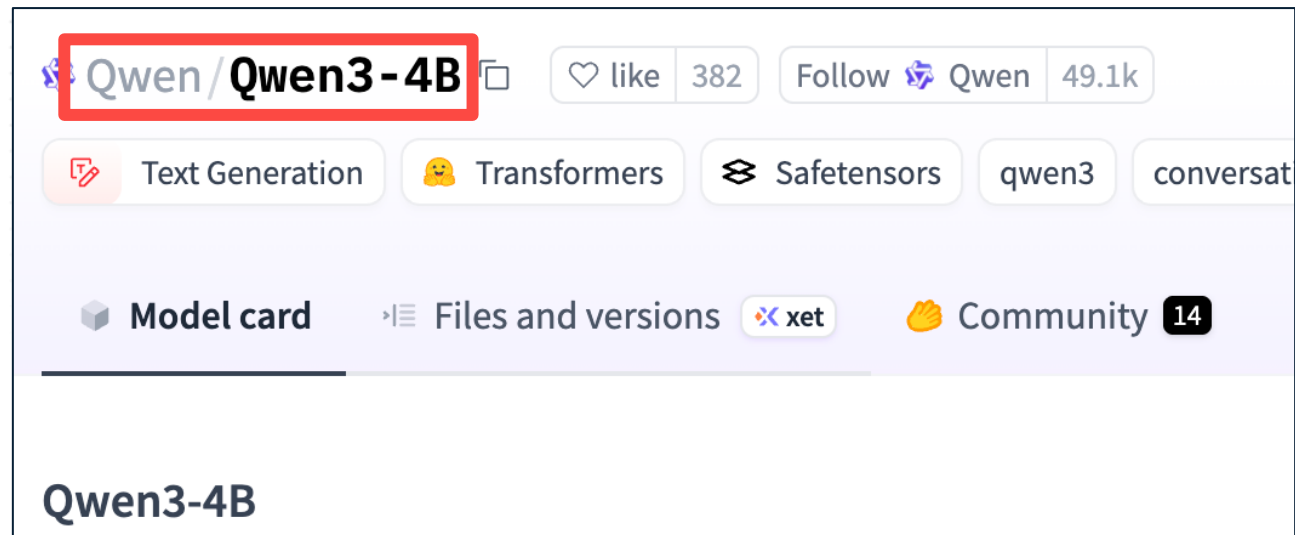 Qwen/Qwen3-4B like 382 Follow Qwen 49.1k
Text Generation Transformers Safetensors qwen3 conversat
Model card Files and versions xet Community 14
Qwen3-4B